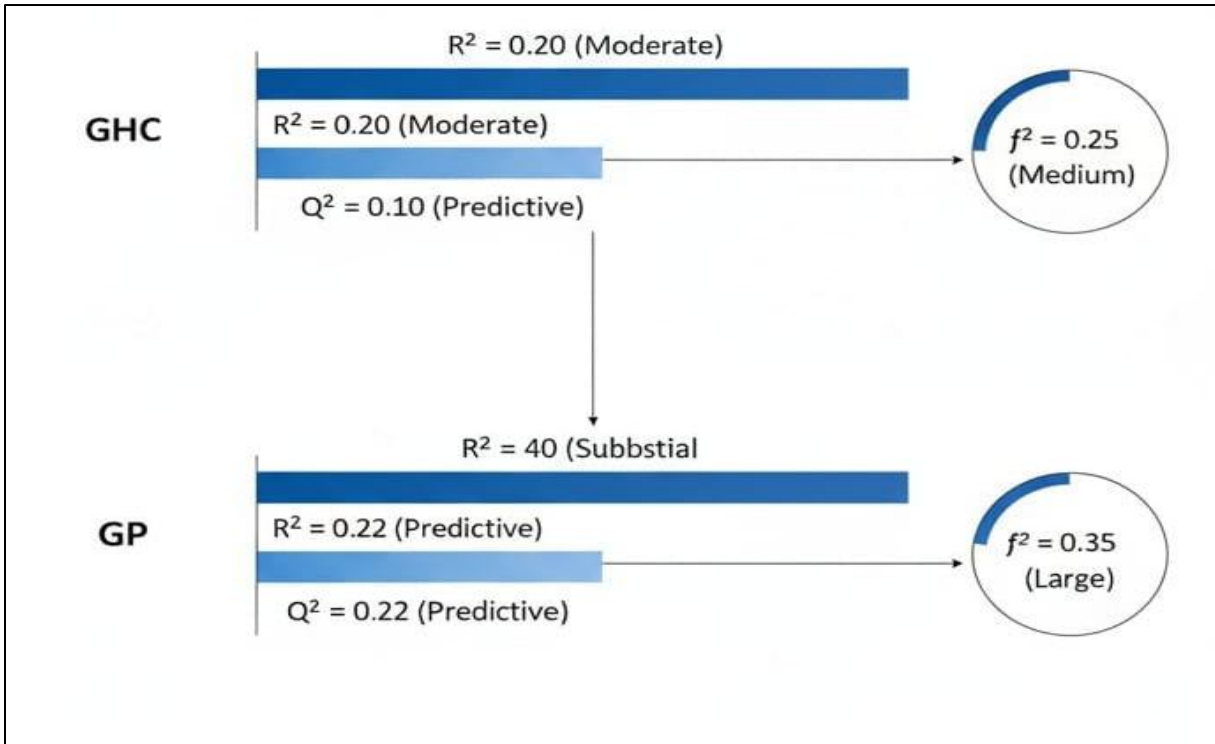 R² = 0.20 (Moderate)
GHC
R² = 0.20 (Moderate)
Q² = 0.10 (Predictive)
f² = 0.25
(Medium)
R² = 40 (Subbstial
GP
R² = 0.22 (Predictive)
Q² = 0.22 (Predictive)
f² = 0.35
(Large)